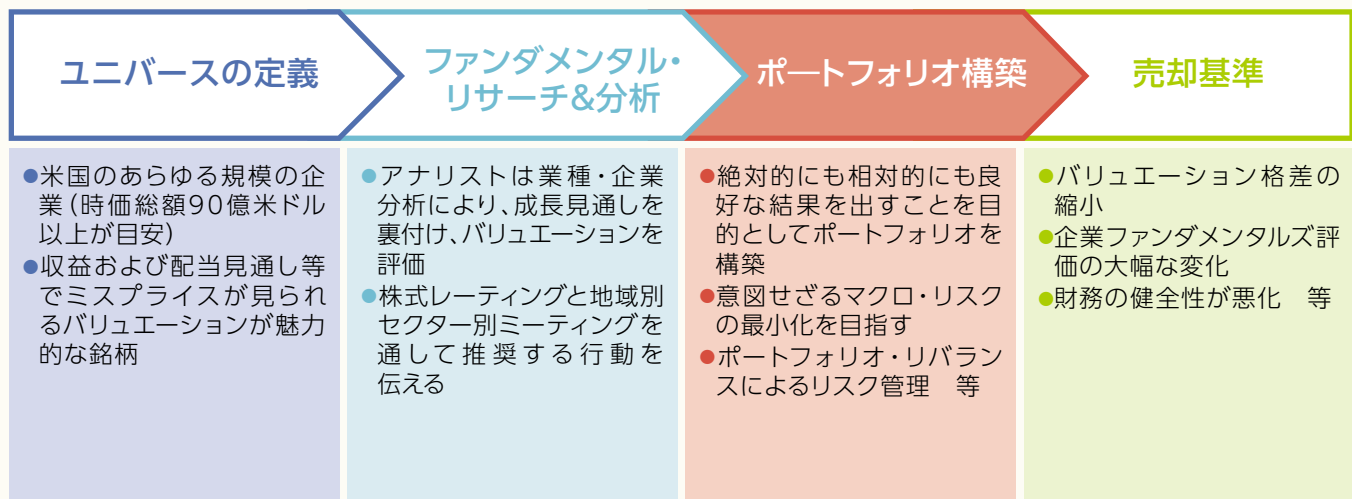 ユニバースの定義
ファンダメンタル・
リサーチ&分析
ポートフォリオ構築
売却基準
●米国のあらゆる規模の企
業(時価総額90億米ドル
以上が目安)
●収益および配当見通し等
でミスプライスが見られ
るバリュエーションが魅力
的な銘柄
●アナリストは業種・企業
分析により、成長見通しを
裏付け、バリュエーションを
評価
●株式レーティングと地域別
セクター別ミーティングを
通して推奨する行動を
伝える
●絶対的にも相対的にも良
好な結果を出すことを目
的としてポートフォリオを
構築
●意図せざるマクロ・リスク
の最小化を目指す
●ポートフォリオ・リバラン
スによるリスク管理 等
●バリュエーション格差の
縮小
●企業ファンダメンタルズ評
価の大幅な変化
●財務の健全性が悪化 等